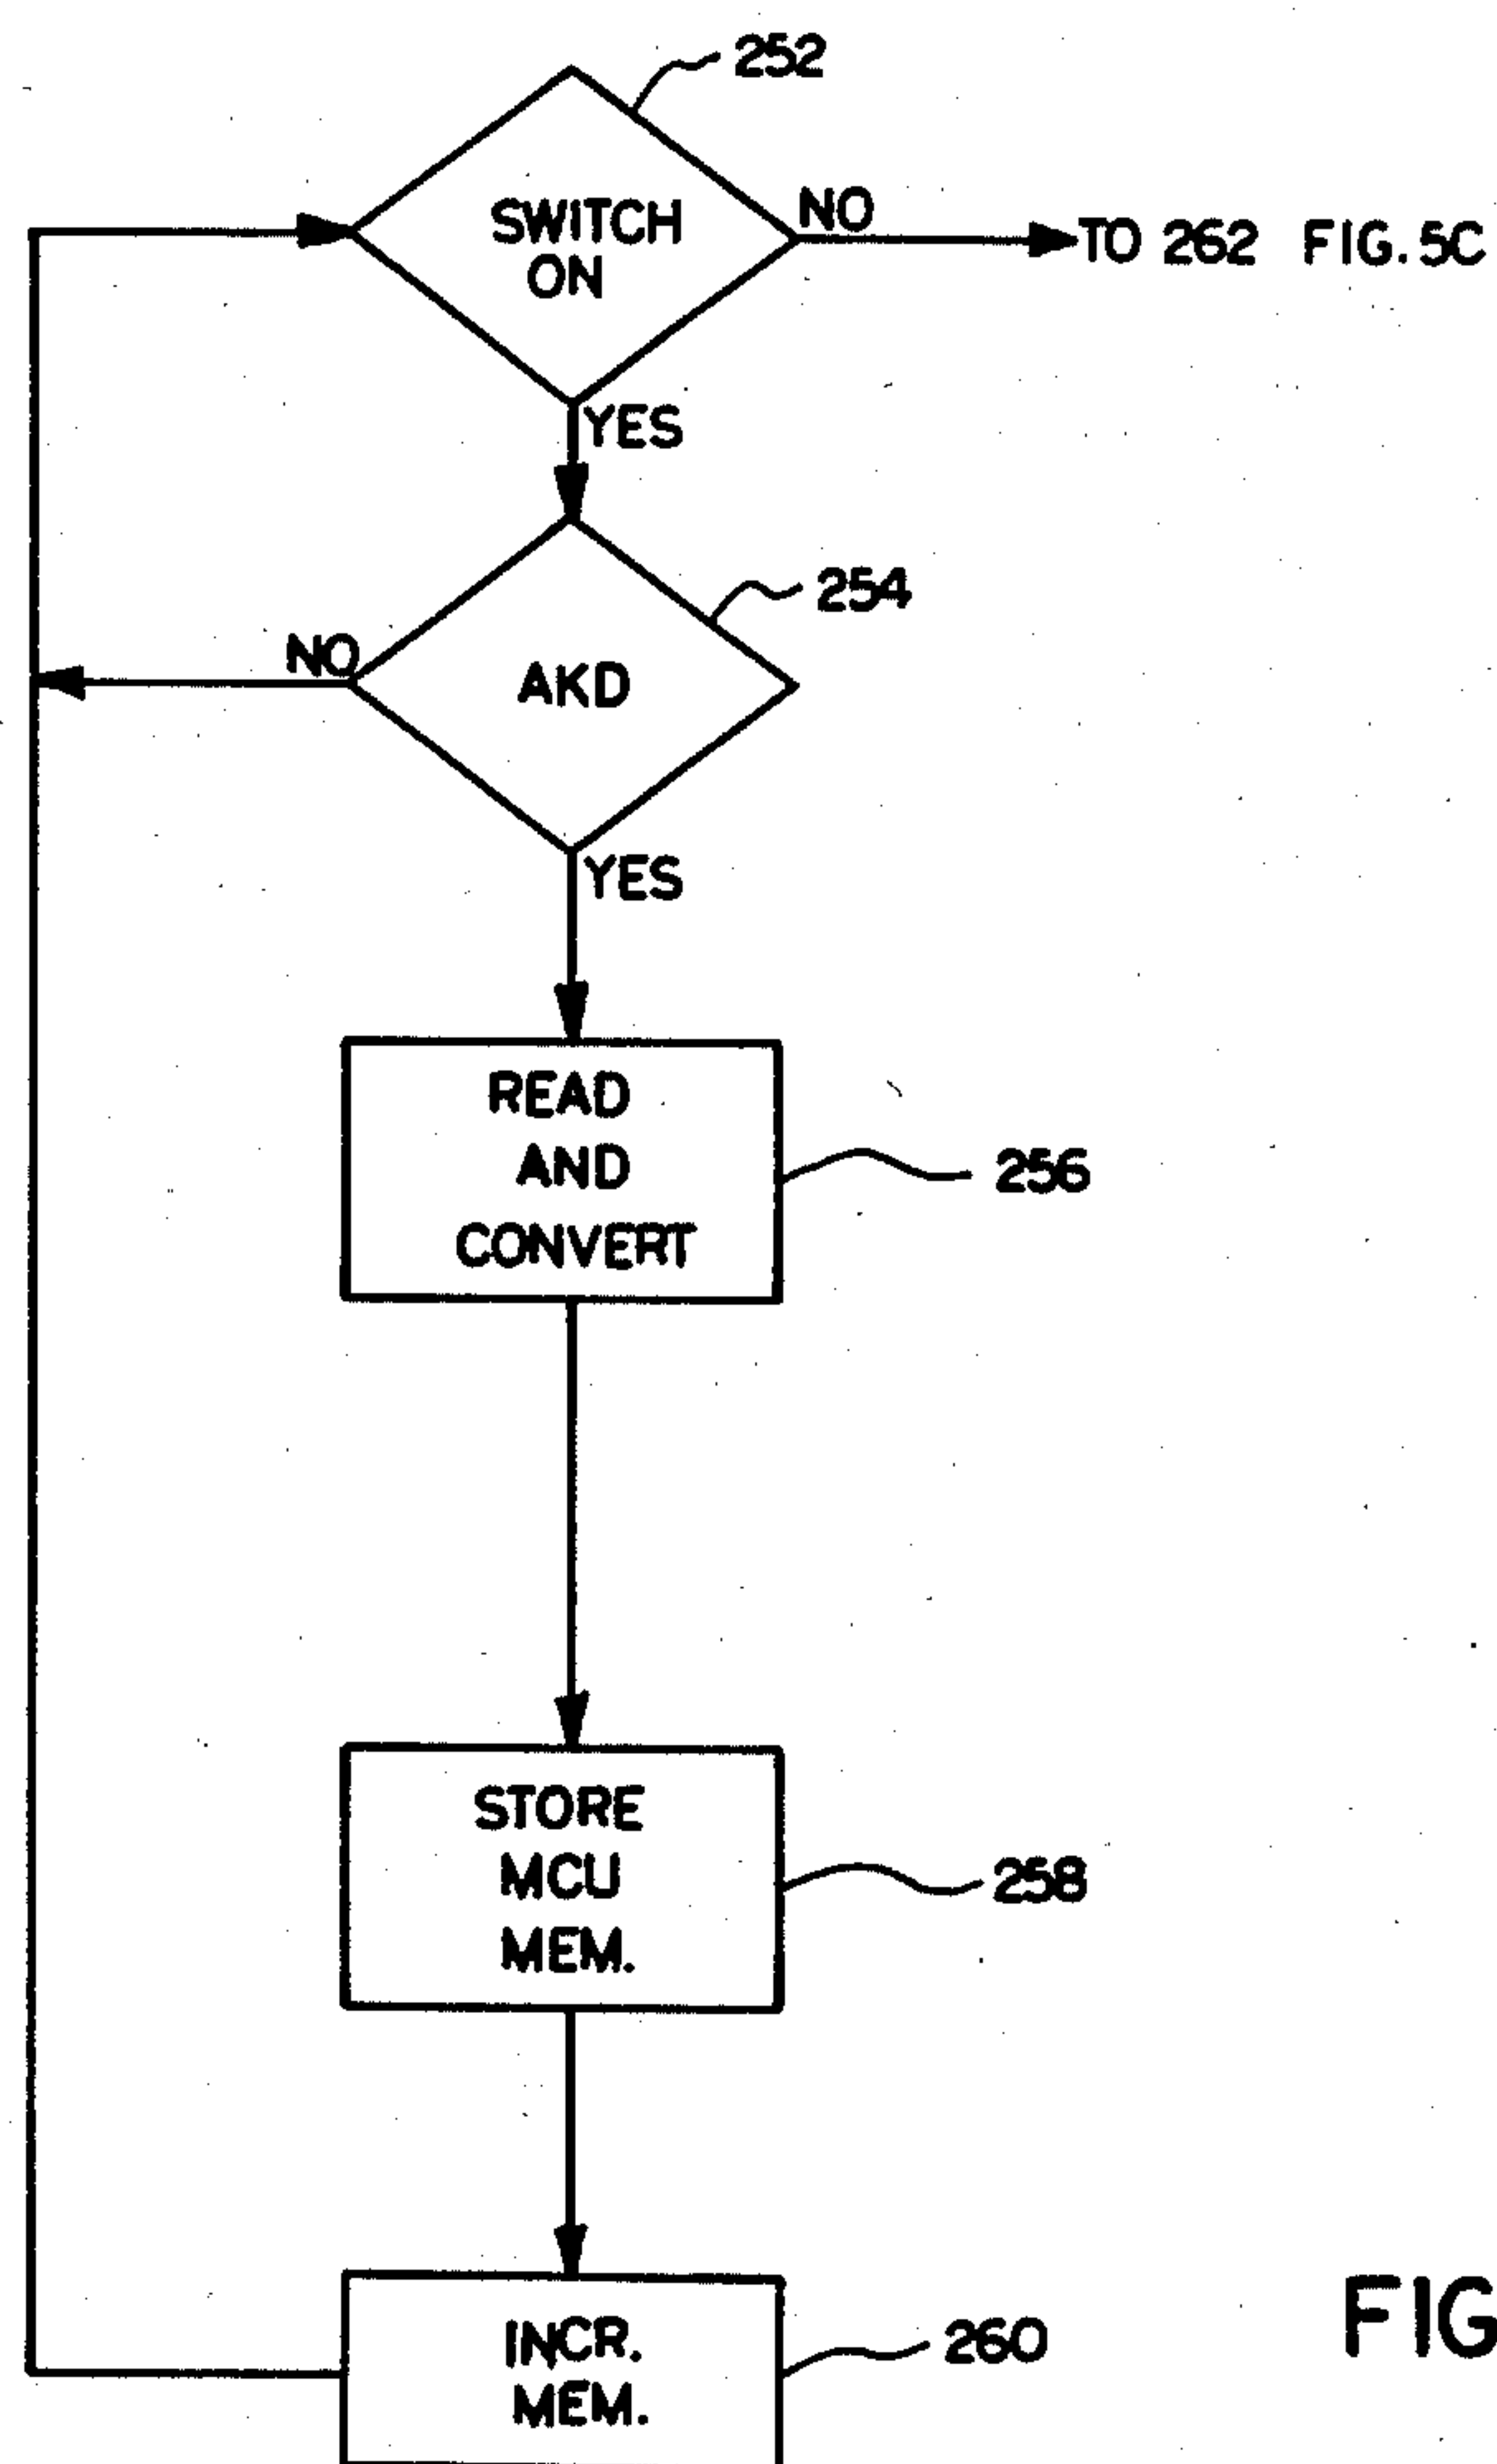 252
SWITCH
ON
NO
TO 262 FIG. 5C
YES
254
NO
AKD
YES
READ
AND
CONVERT
256
STORE
MCU
MEM.
258
INCR.
MEM.
260
FIG